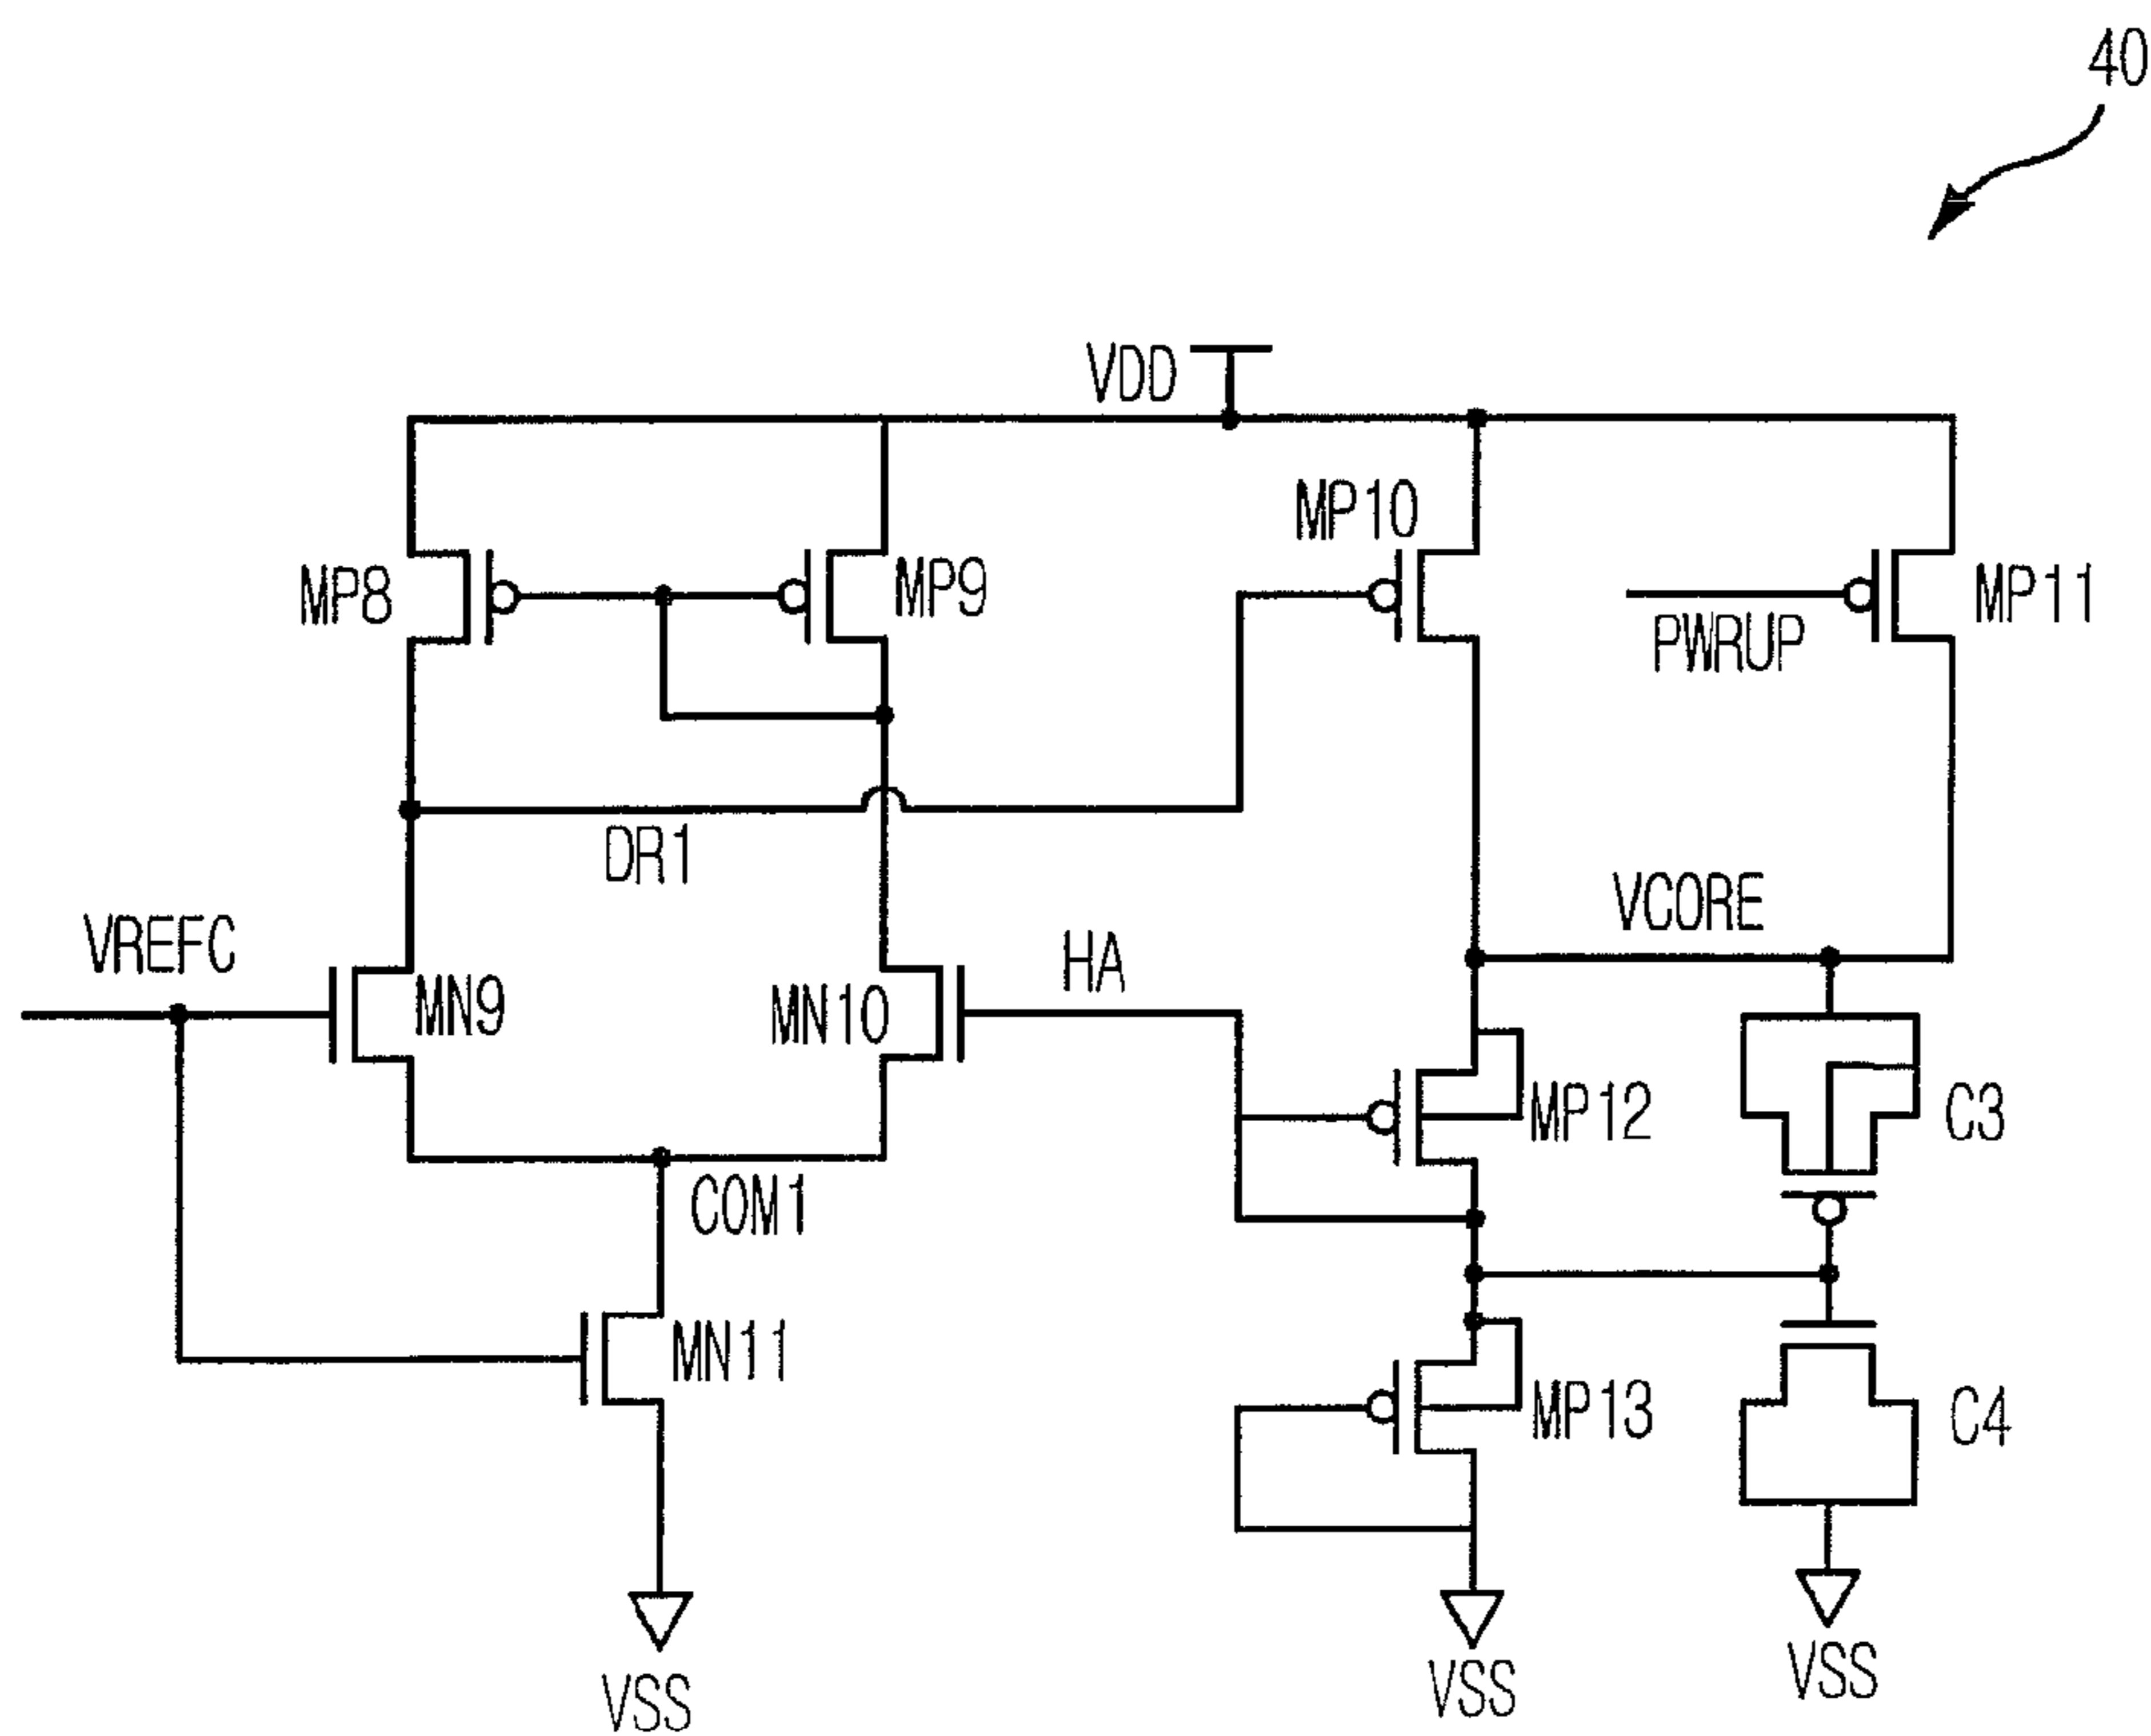 40
VDD
MP10
MP8
MP9
MP11
PWRUP
DR1
VCORE
VREFC
HA
MN9
MN10
MP12
C3
COM1
MN11
MP13
C4
VSS
VSS
VSS